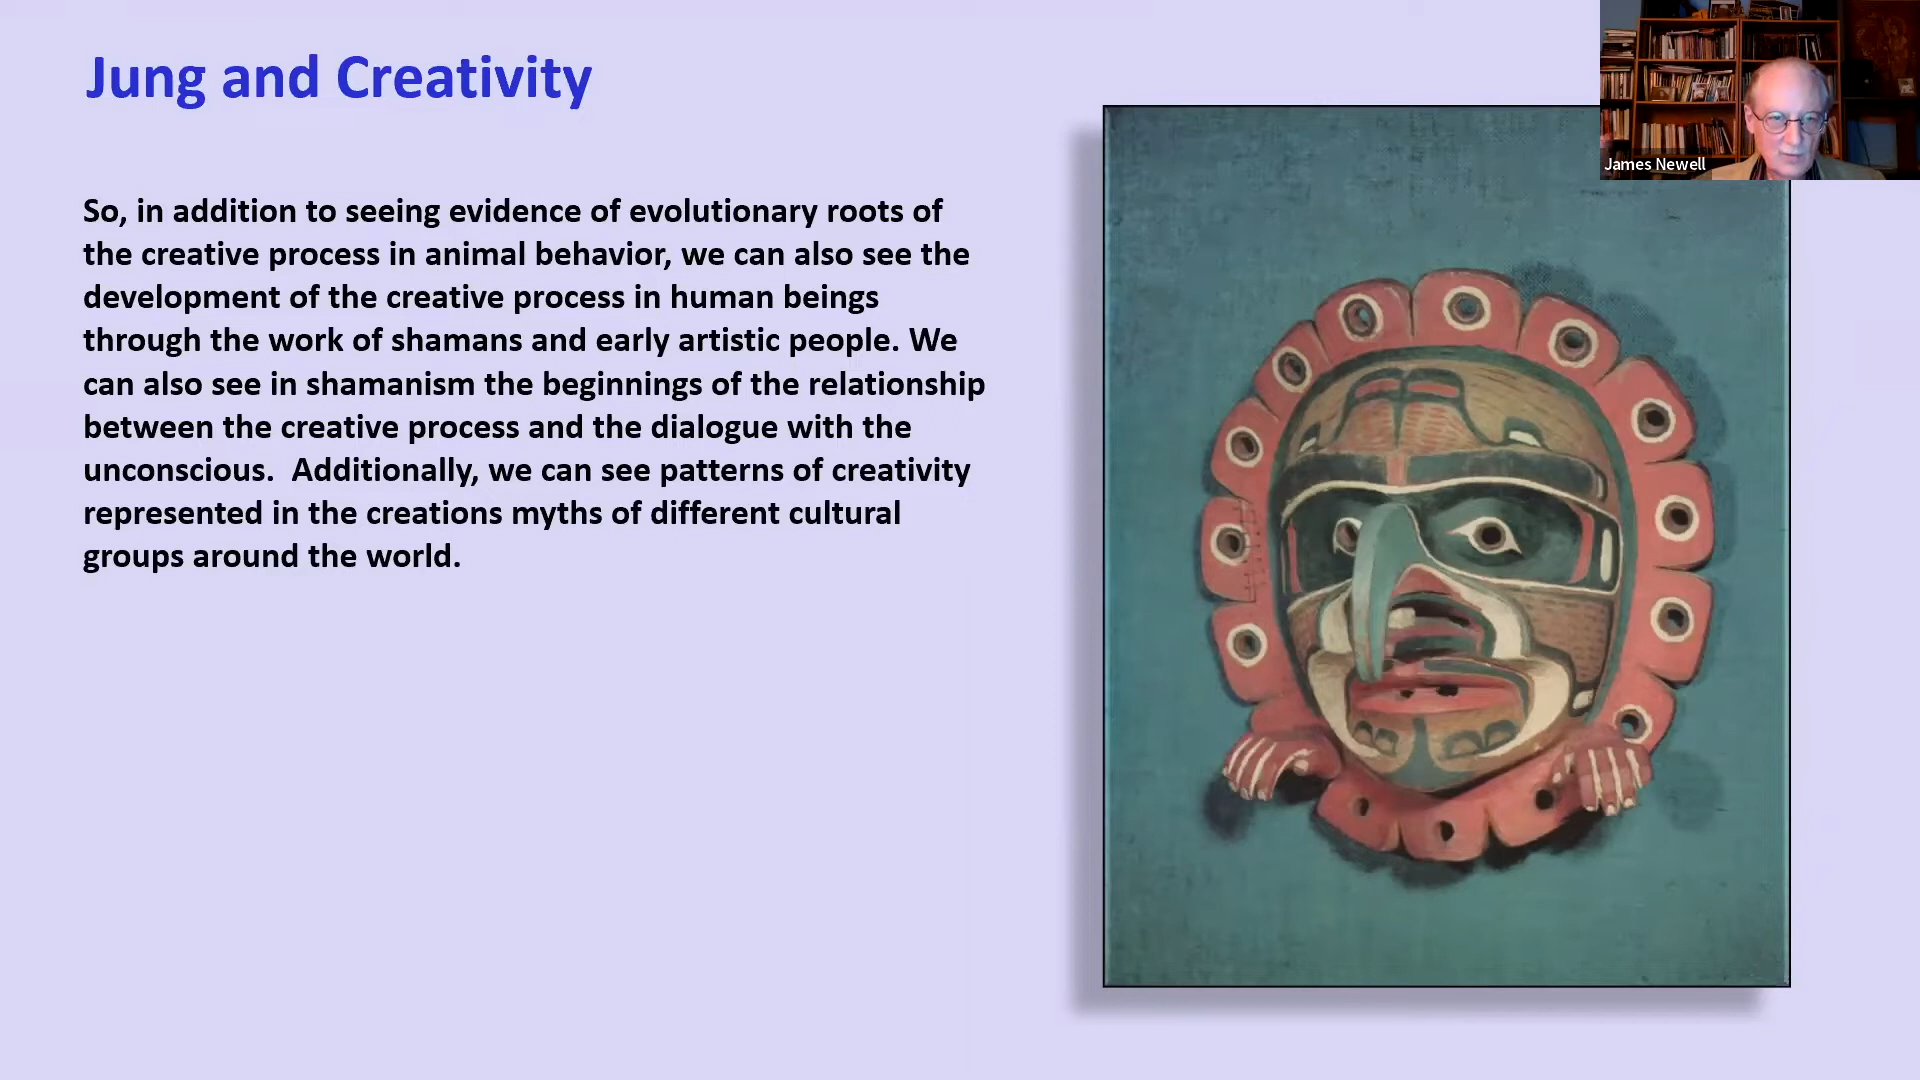 Jung and Creativity
James Newell
So, in addition to seeing evidence of evolutionary roots of
the creative process in animal behavior, we can also see the
development of the creative process in human beings
through the work of shamans and early artistic people. We
can also see in shamanism the beginnings of the relationship
between the creative process and the dialogue with the
unconscious.  Additionally, we can see patterns of creativity
represented in the creations myths of different cultural
groups around the world.